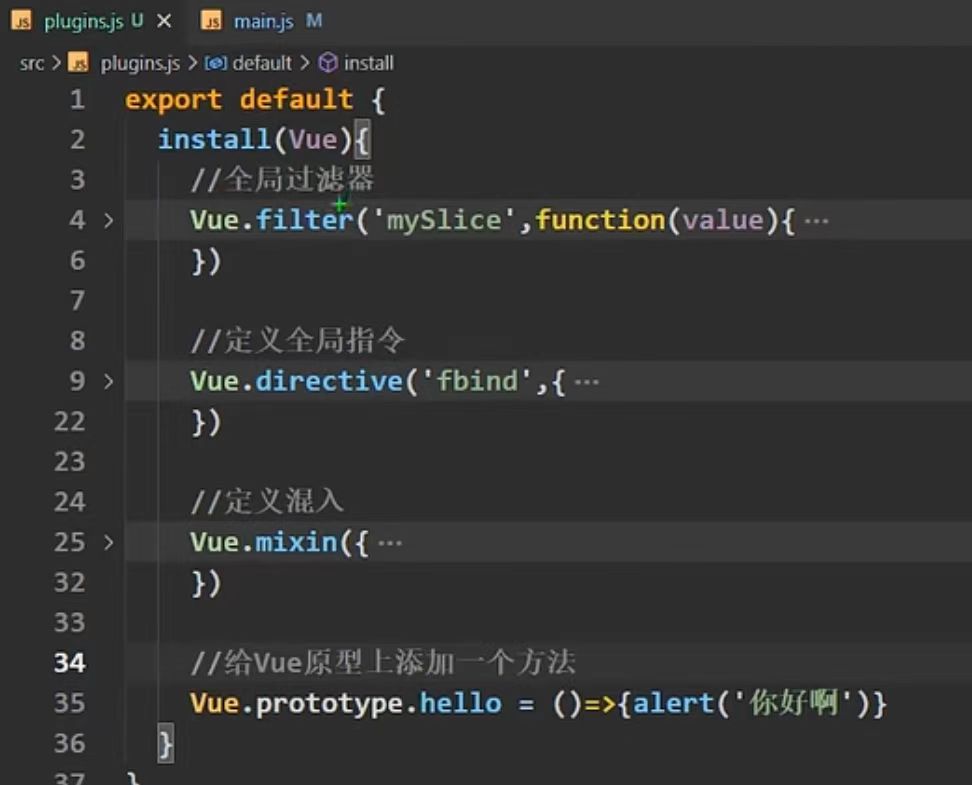 JS plugins.js U ✕ JS main.js M
src > JS plugins.js > default > install
1 export default {
2 install(Vue){
3 //全局过滤器
4 > Vue.filter('mySlice',function(value){ ···
6 })
7
8 //定义全局指令
9 > Vue.directive('fbind',{ ···
22 })
23
24 //定义混入
25 > Vue.mixin({ ···
32 })
33
34 //给Vue原型上添加一个方法
35 Vue.prototype.hello = ()=>{alert('你好啊')}
36 }
37 }